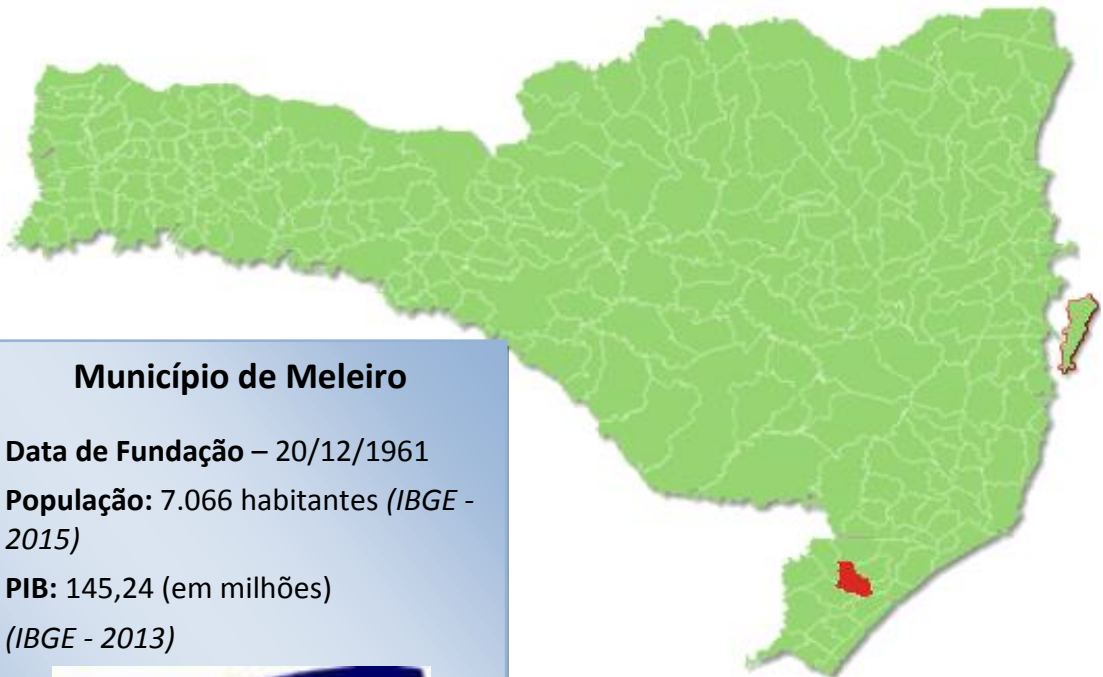 Município de Meleiro
Data de Fundação – 20/12/1961
População: 7.066 habitantes (IBGE -
2015)
PIB: 145,24 (em milhões)
(IBGE - 2013)